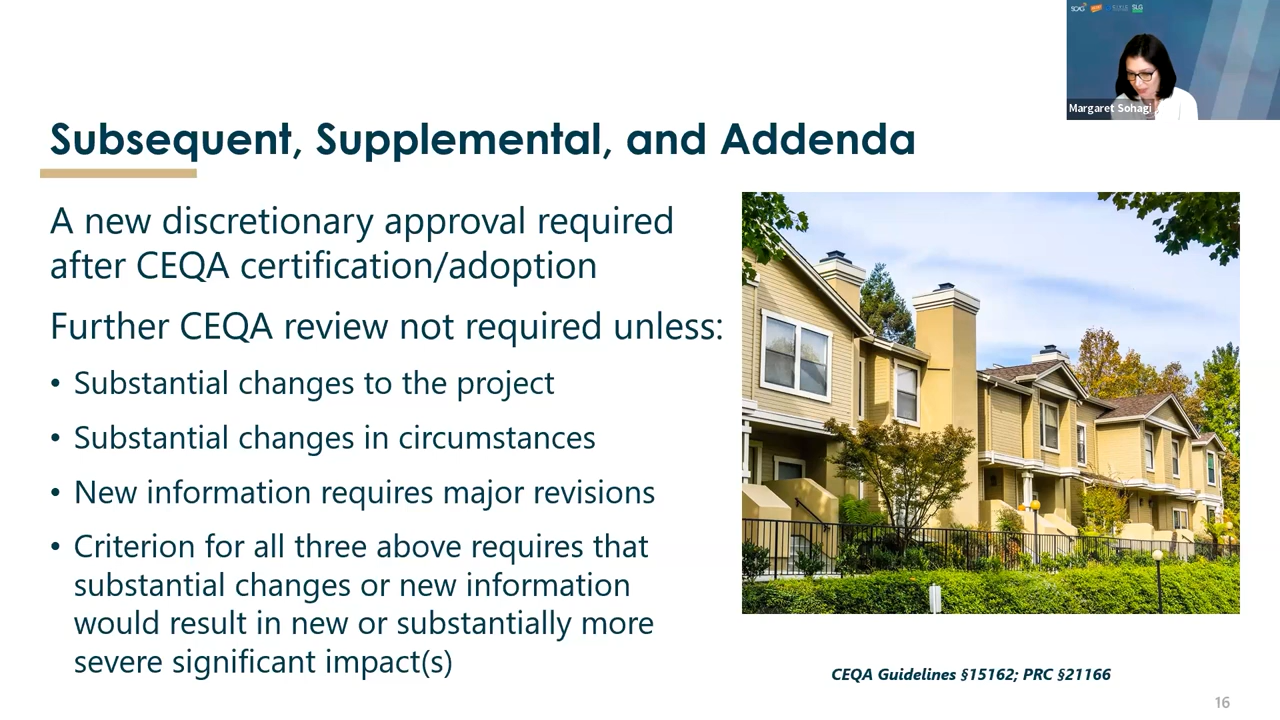 SCAG
SLG
Margaret Sohagi
Subsequent, Supplemental, and Addenda
A new discretionary approval required
after CEQA certification/adoption
Further CEQA review not required unless:
• Substantial changes to the project
• Substantial changes in circumstances
• New information requires major revisions
• Criterion for all three above requires that
substantial changes or new information
would result in new or substantially more
severe significant impact(s)
CEQA Guidelines §15162; PRC §21166
16